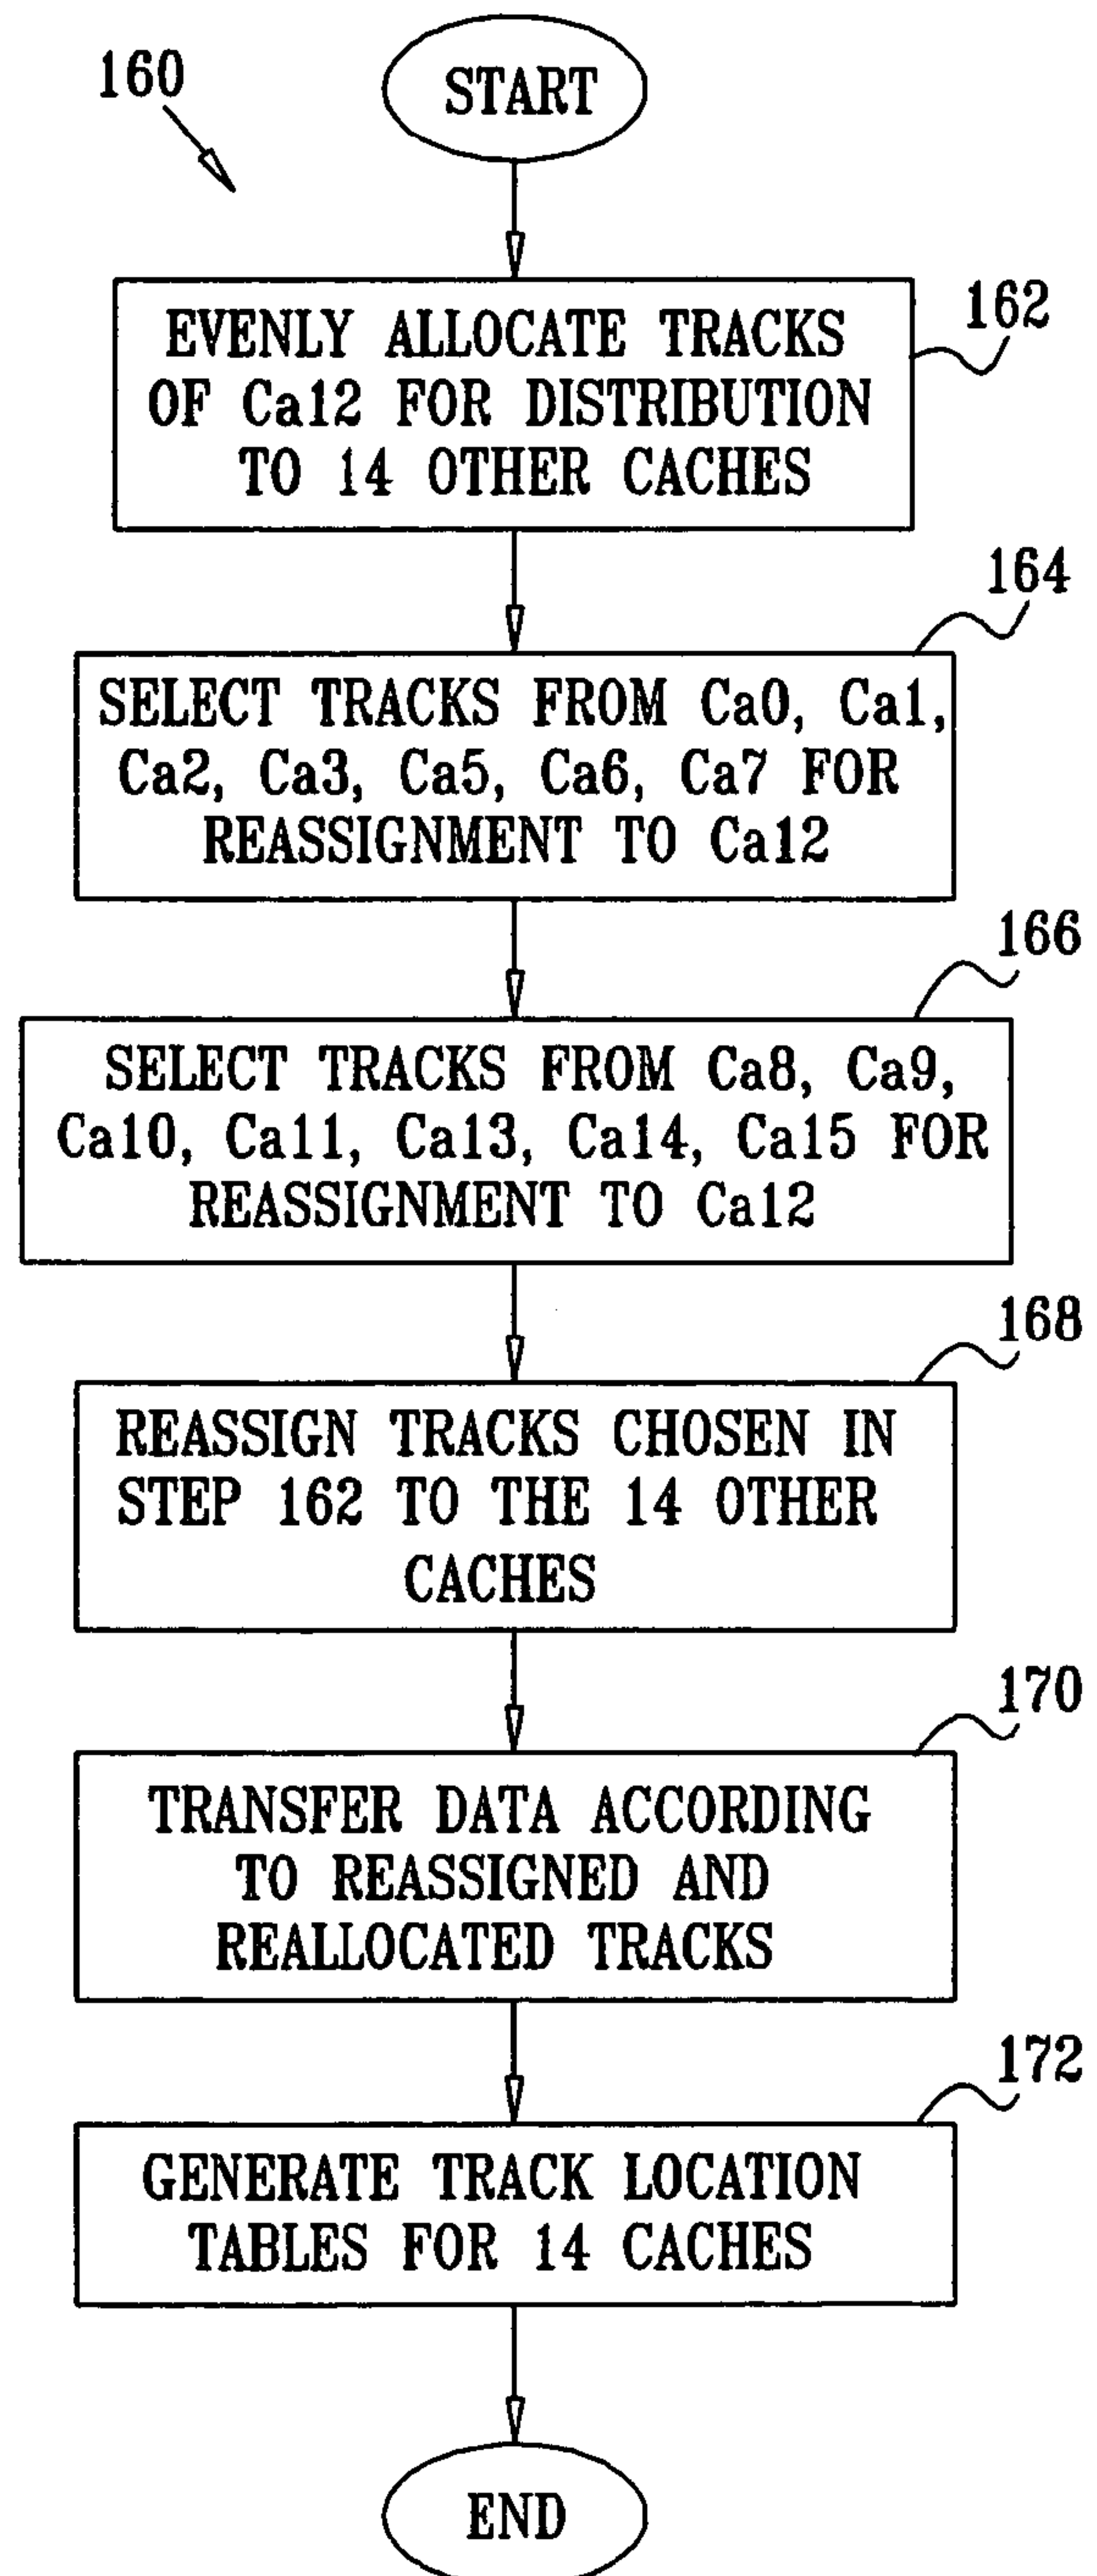 160
START
162
EVENLY ALLOCATE TRACKS
OF Ca12 FOR DISTRIBUTION
TO 14 OTHER CACHES
164
SELECT TRACKS FROM Ca0, Ca1,
Ca2, Ca3, Ca5, Ca6, Ca7 FOR
REASSIGNMENT TO Ca12
166
SELECT TRACKS FROM Ca8, Ca9,
Ca10, Ca11, Ca13, Ca14, Ca15 FOR
REASSIGNMENT TO Ca12
168
REASSIGN TRACKS CHOSEN IN
STEP 162 TO THE 14 OTHER
CACHES
170
TRANSFER DATA ACCORDING
TO REASSIGNED AND
REALLOCATED TRACKS
172
GENERATE TRACK LOCATION
TABLES FOR 14 CACHES
END